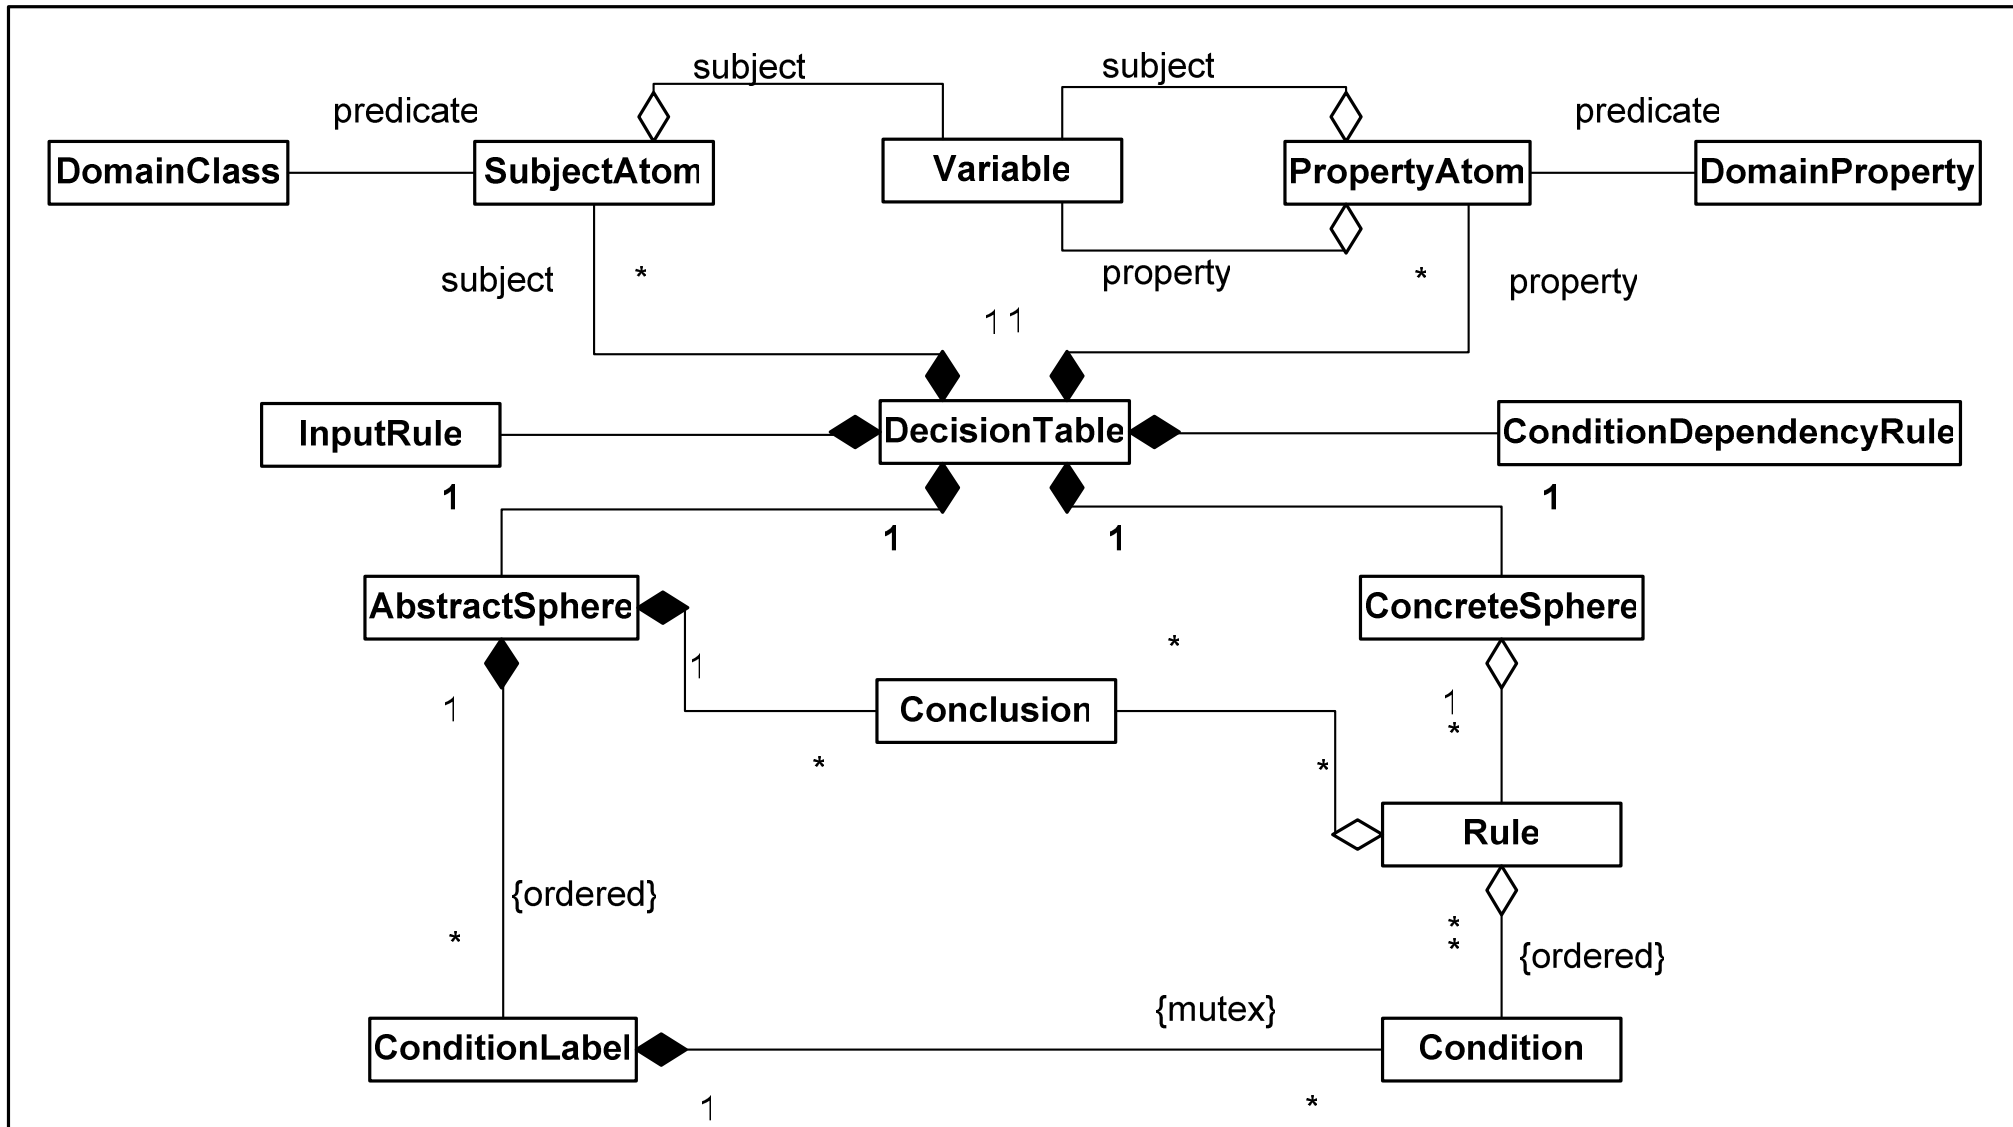 subject
subject
predicate
predicate
DomainClass
SubjectAtom
Variable
PropertyAtom
DomainProperty
subject
*
property
*
property
1 1
InputRule
DecisionTable
ConditionDependencyRule
1
1
1
1
AbstractSphere
ConcreteSphere
1
*
1
Conclusion
1
*
Rule
*
*
{ordered}
*
*
*
{ordered}
{mutex}
ConditionLabel
Condition
1
*